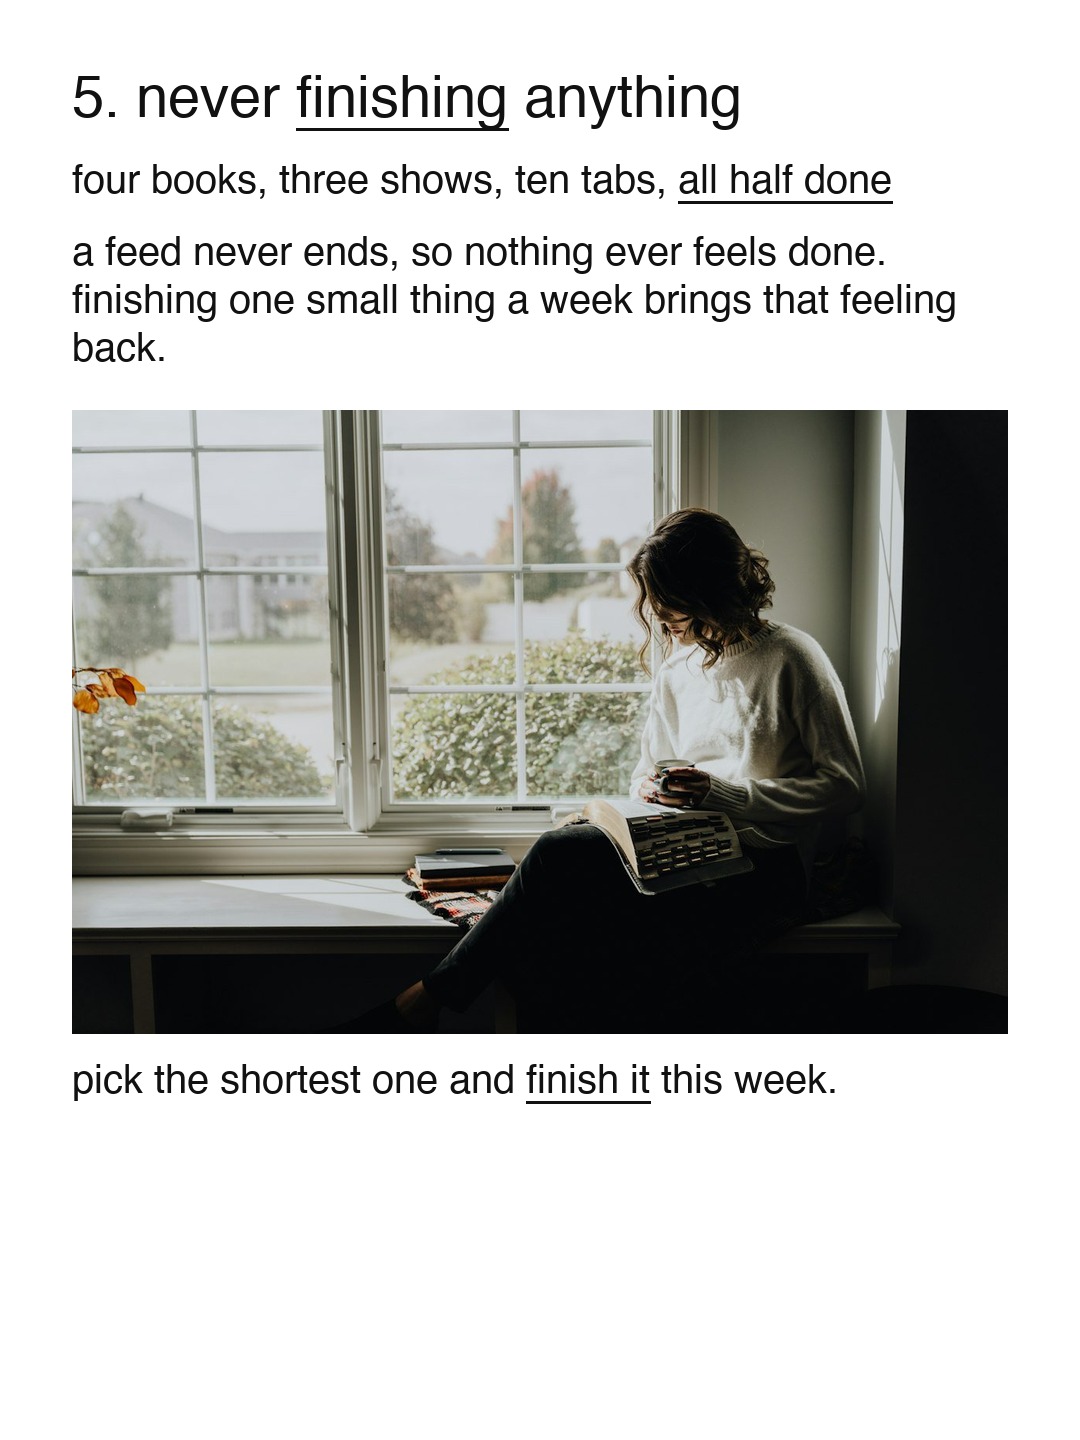 5. never finishing anything
four books, three shows, ten tabs, all half done
a feed never ends, so nothing ever feels done.
finishing one small thing a week brings that feeling
back.
pick the shortest one and finish it this week.